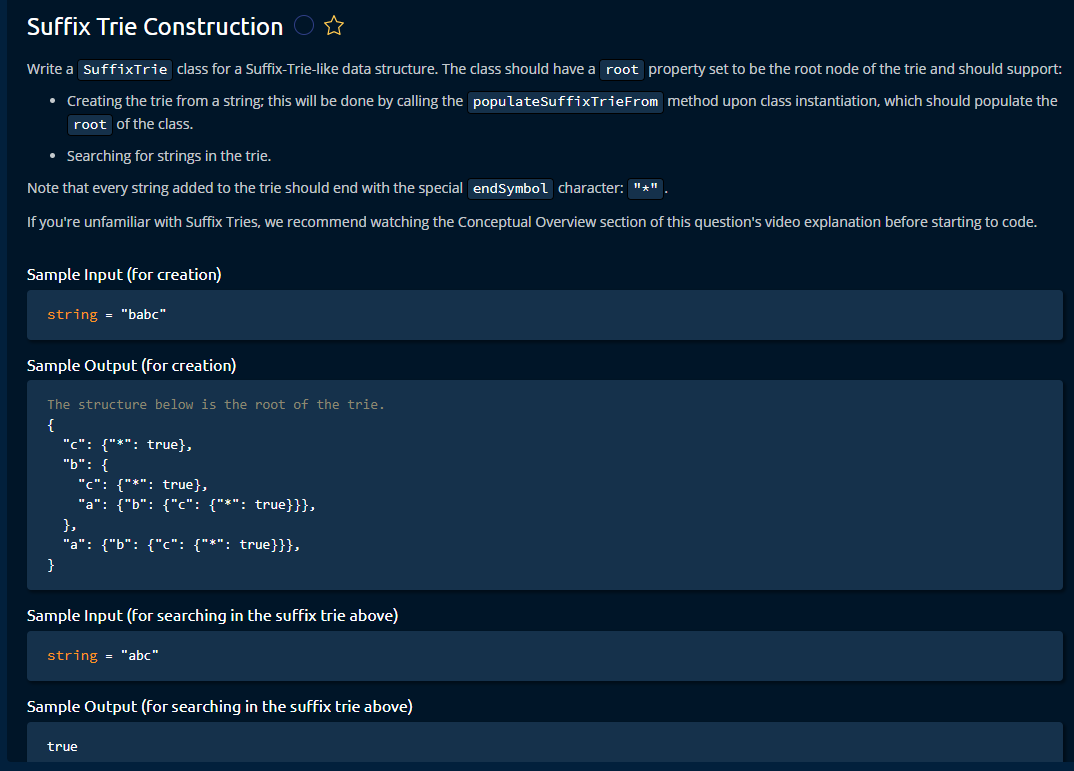 Suffix Trie Construction
Write a SuffixTrie class for a Suffix-Trie-like data structure. The class should have a root property set to be the root node of the trie and should support:
• Creating the trie from a string; this will be done by calling the populateSuffixTrieFrom method upon class instantiation, which should populate the
root of the class.
• Searching for strings in the trie.
Note that every string added to the trie should end with the special endSymbol character: "*".
If you're unfamiliar with Suffix Tries, we recommend watching the Conceptual Overview section of this question's video explanation before starting to code.
Sample Input (for creation)
string = "babc"
Sample Output (for creation)
The structure below is the root of the trie.
{
  "c": {"*": true},
  "b": {
    "c": {"*": true},
    "a": {"b": {"c": {"*": true}}},
  },
  "a": {"b": {"c": {"*": true}}},
}
Sample Input (for searching in the suffix trie above)
string = "abc"
Sample Output (for searching in the suffix trie above)
true